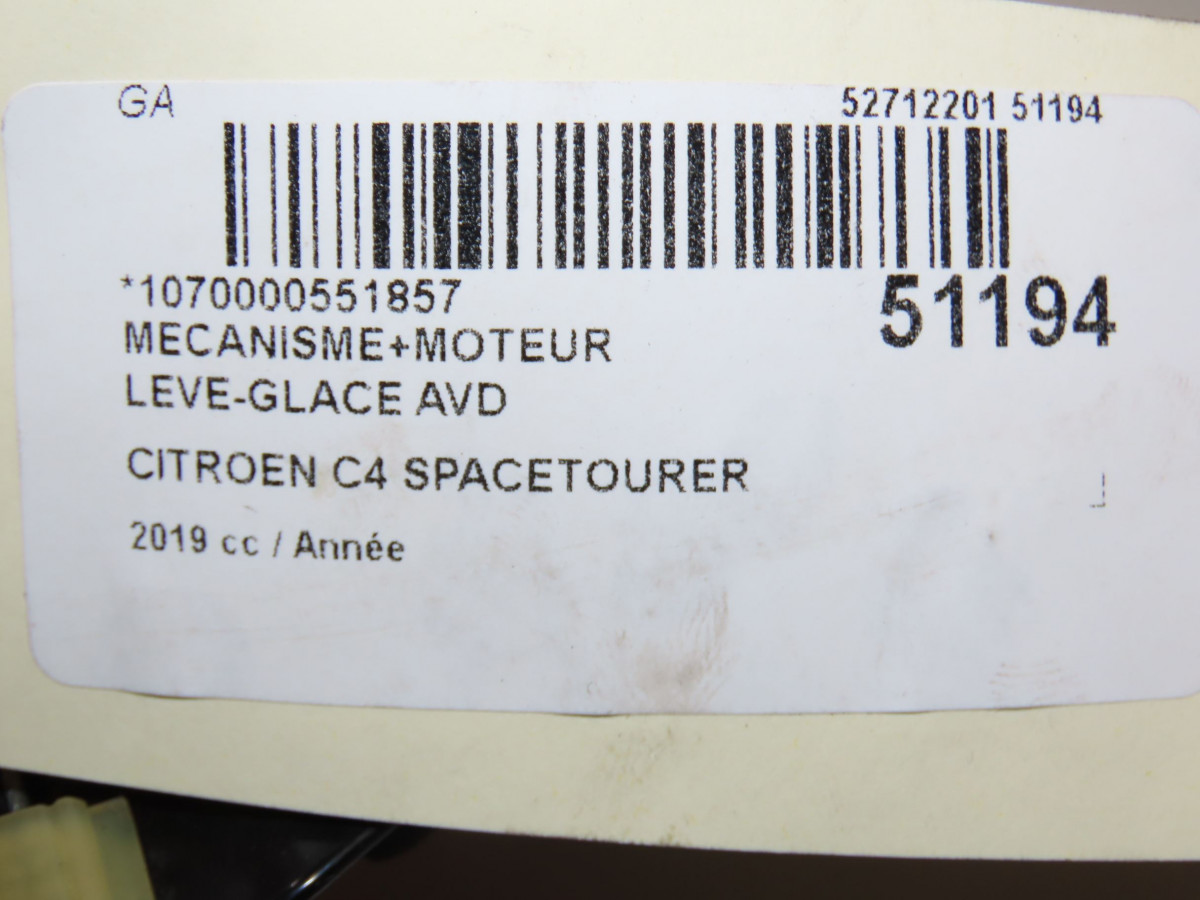 GA 52712201 51194
*1070000551857 51194
MECANISME+MOTEUR
LEVE-GLACE AVD
CITROEN C4 SPACETOURER
2019 cc / Année